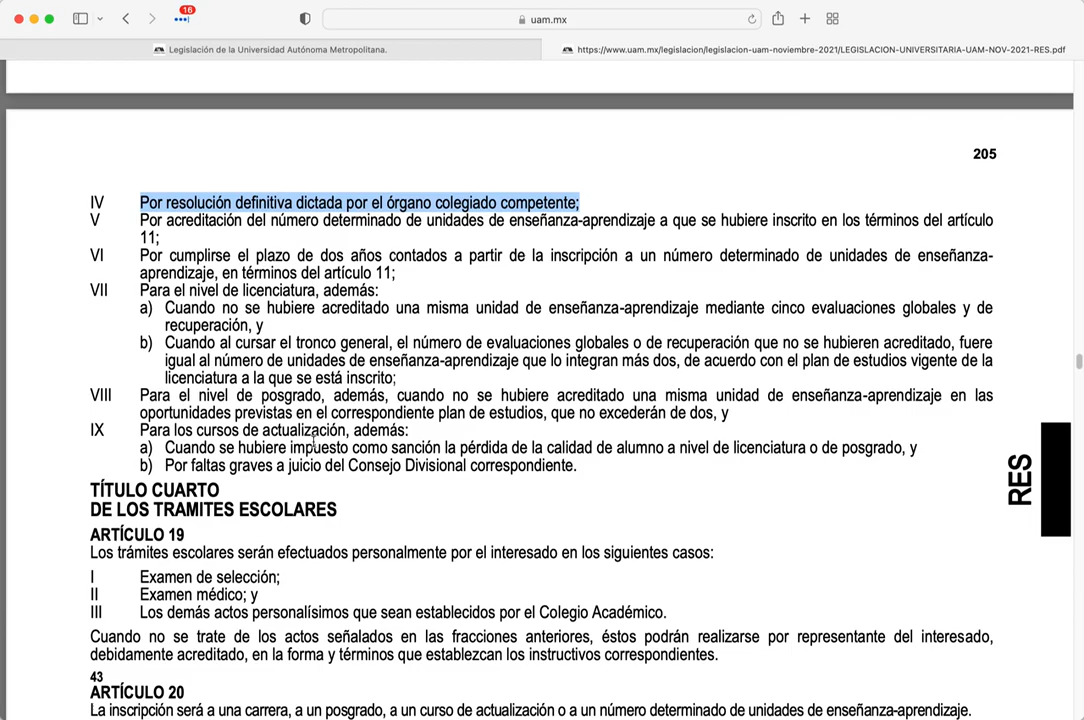 16
uam.mx
Legislación de la Universidad Autónoma Metropolitana.
https://www.uam.mx/legislacion/legislacion-uam-noviembre-2021/LEGISLACION-UNIVERSITARIA-UAM-NOV-2021-RES.pdf
205
IV Por resolución definitiva dictada por el órgano colegiado competente;
V Por acreditación del número determinado de unidades de enseñanza-aprendizaje a que se hubiere inscrito en los términos del artículo
11;
VI Por cumplirse el plazo de dos años contados a partir de la inscripción a un número determinado de unidades de enseñanza-
aprendizaje, en términos del artículo 11;
VII Para el nivel de licenciatura, además:
a) Cuando no se hubiere acreditado una misma unidad de enseñanza-aprendizaje mediante cinco evaluaciones globales y de
recuperación, y
b) Cuando al cursar el tronco general, el número de evaluaciones globales o de recuperación que no se hubieren acreditado, fuere
igual al número de unidades de enseñanza-aprendizaje que lo integran más dos, de acuerdo con el plan de estudios vigente de la
licenciatura a la que se está inscrito;
VIII Para el nivel de posgrado, además, cuando no se hubiere acreditado una misma unidad de enseñanza-aprendizaje en las
oportunidades previstas en el correspondiente plan de estudios, que no excederán de dos, y
IX Para los cursos de actualización, además:
a) Cuando se hubiere impuesto como sanción la pérdida de la calidad de alumno a nivel de licenciatura o de posgrado, y
b) Por faltas graves a juicio del Consejo Divisional correspondiente.
RES
TÍTULO CUARTO
DE LOS TRAMITES ESCOLARES
ARTÍCULO 19
Los trámites escolares serán efectuados personalmente por el interesado en los siguientes casos:
I Examen de selección;
II Examen médico; y
III Los demás actos personalísimos que sean establecidos por el Colegio Académico.
Cuando no se trate de los actos señalados en las fracciones anteriores, éstos podrán realizarse por representante del interesado,
debidamente acreditado, en la forma y términos que establezcan los instructivos correspondientes.
43
ARTÍCULO 20
La inscripción será a una carrera, a un posgrado, a un curso de actualización o a un número determinado de unidades de enseñanza-aprendizaje.